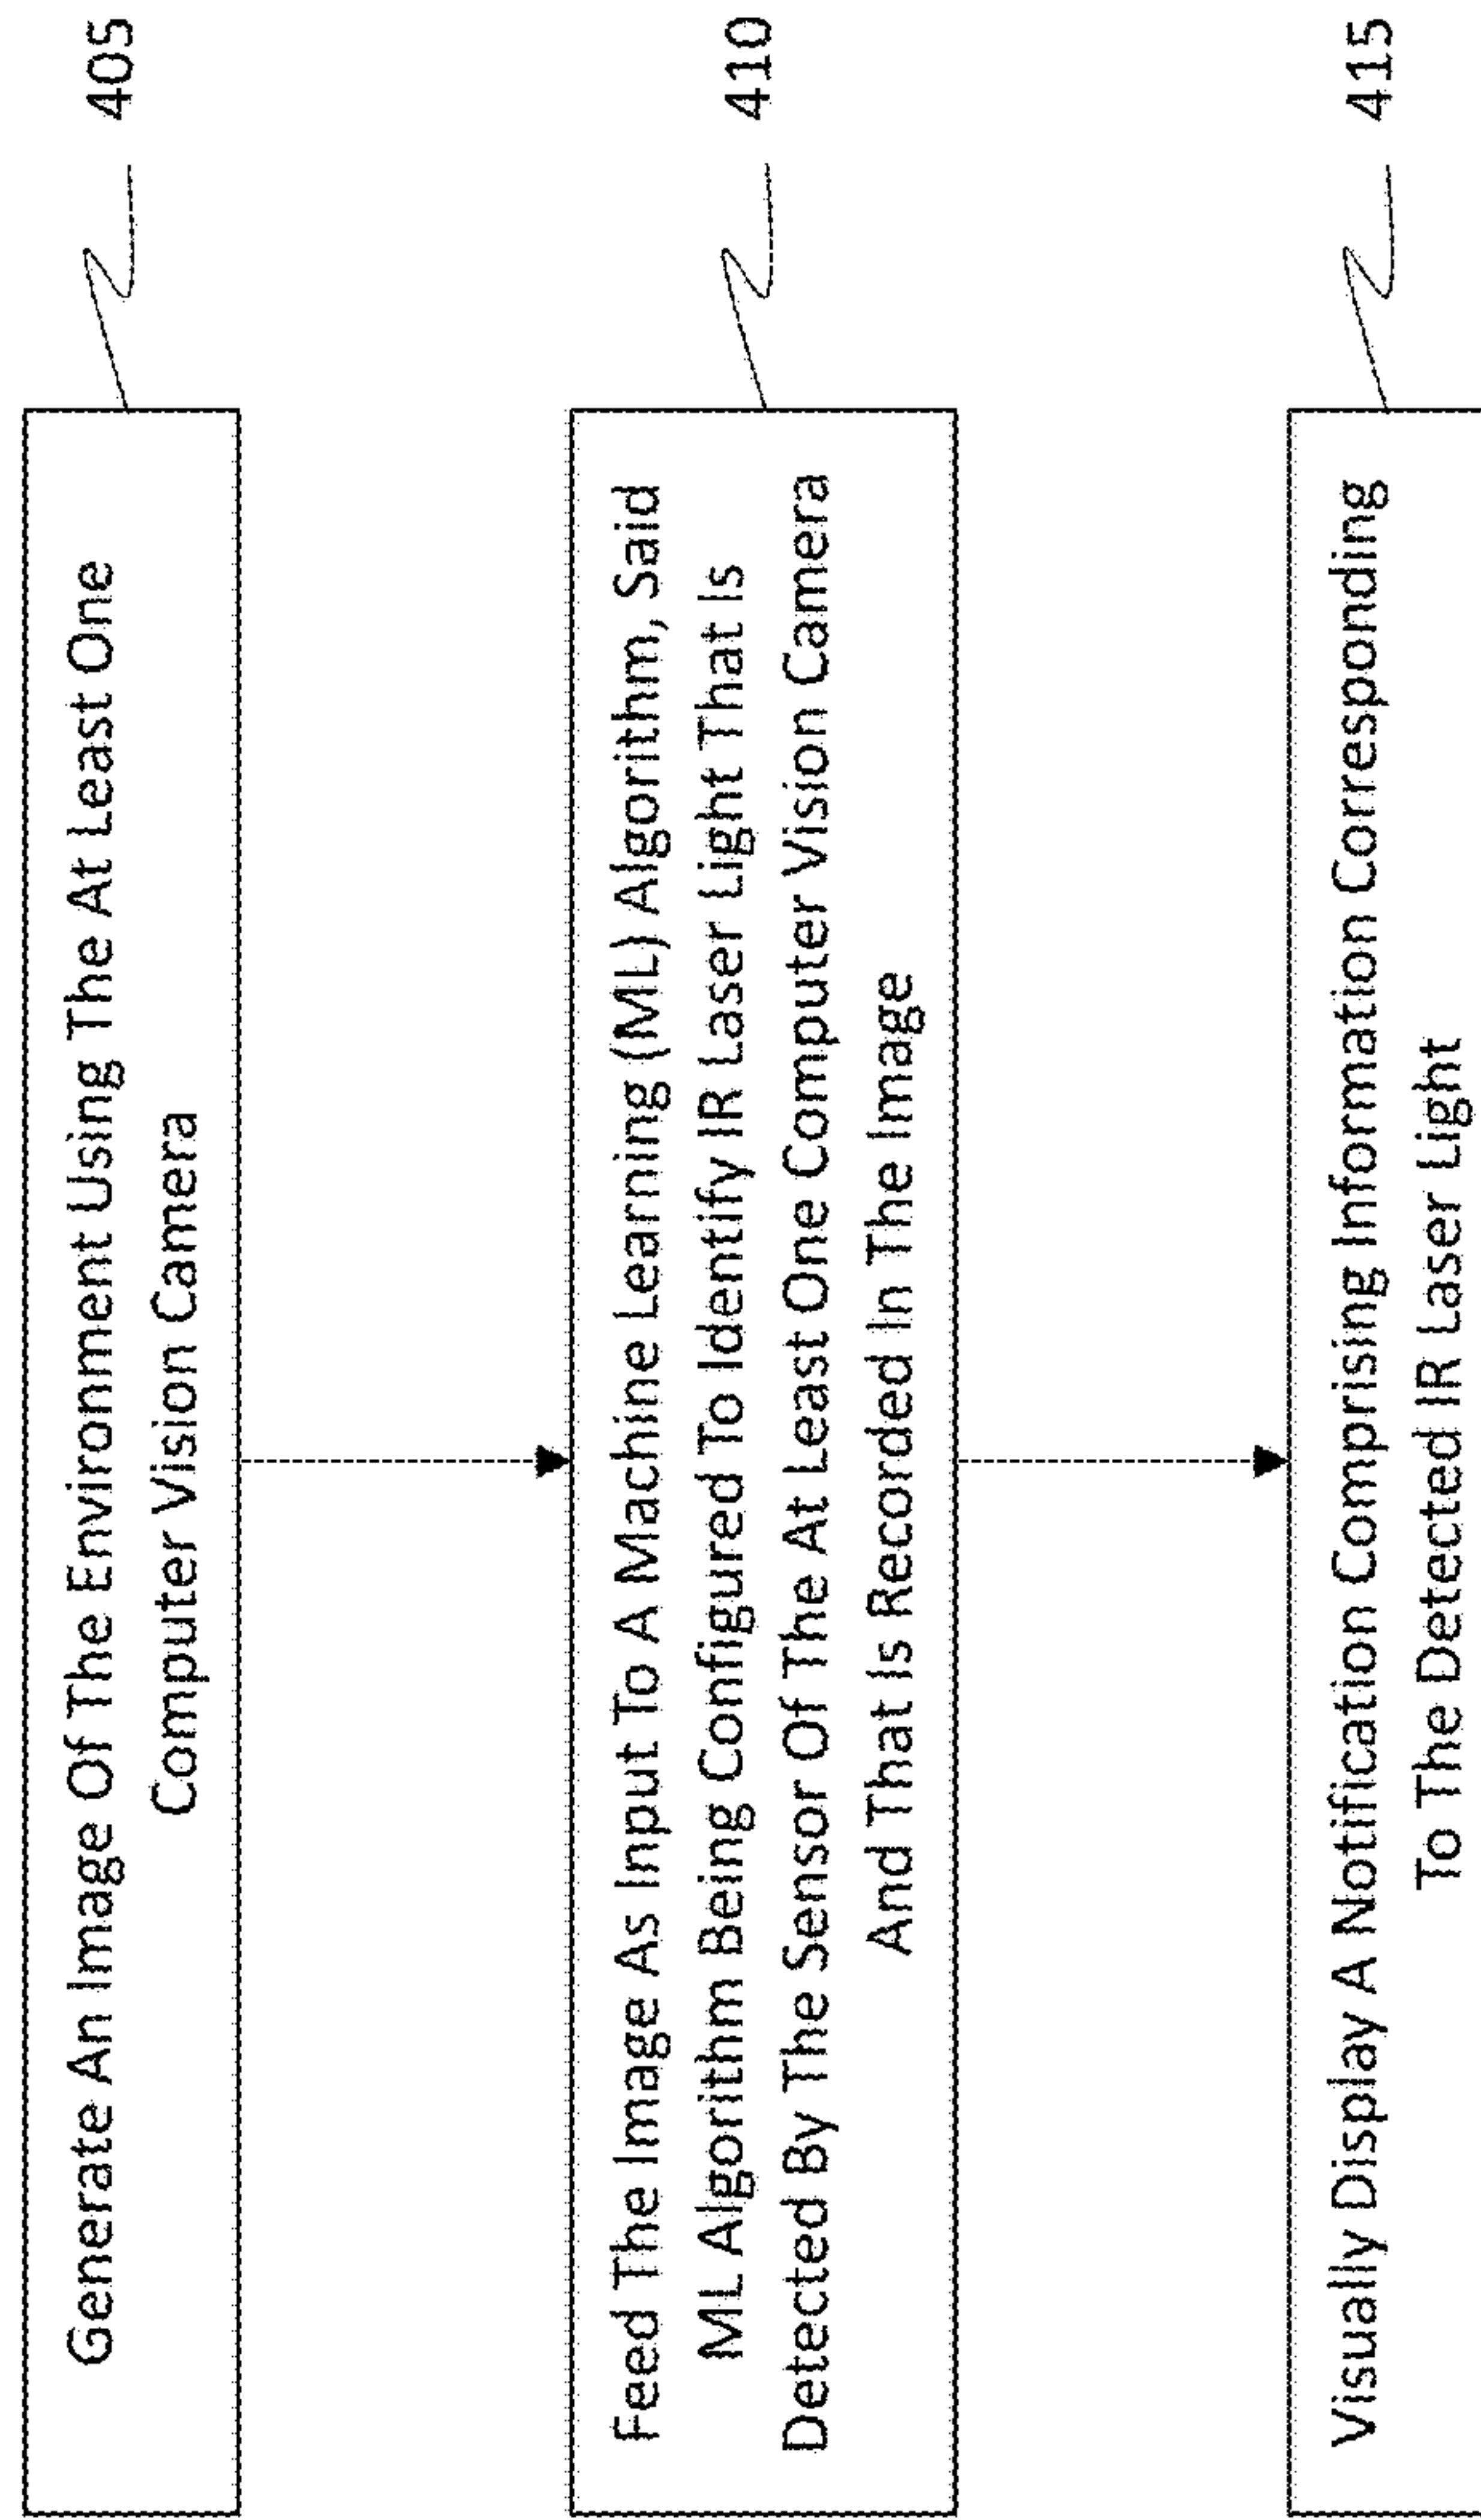 Generate An Image Of The Environment Using The At Least One
Computer Vision Camera
405
Feed The Image As Input To A Machine Learning (ML) Algorithm, Said
ML Algorithm Being Configured To Identify IR Laser Light That Is
Detected By The Sensor Of The At Least One Computer Vision Camera
And That Is Recorded In The Image
410
Visually Display A Notification Comprising Information Corresponding
To The Detected IR Laser Light
415